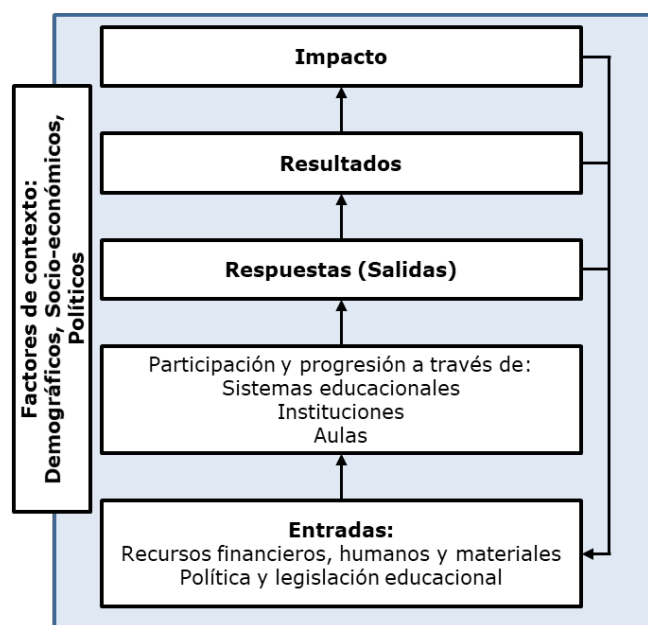 Impacto
Factores de contexto:
Demográficos, Socio-económicos,
Políticos
Resultados
Respuestas (Salidas)
Participación y progresión a través de:
Sistemas educacionales
Instituciones
Aulas
Entradas:
Recursos financieros, humanos y materiales
Política y legislación educacional